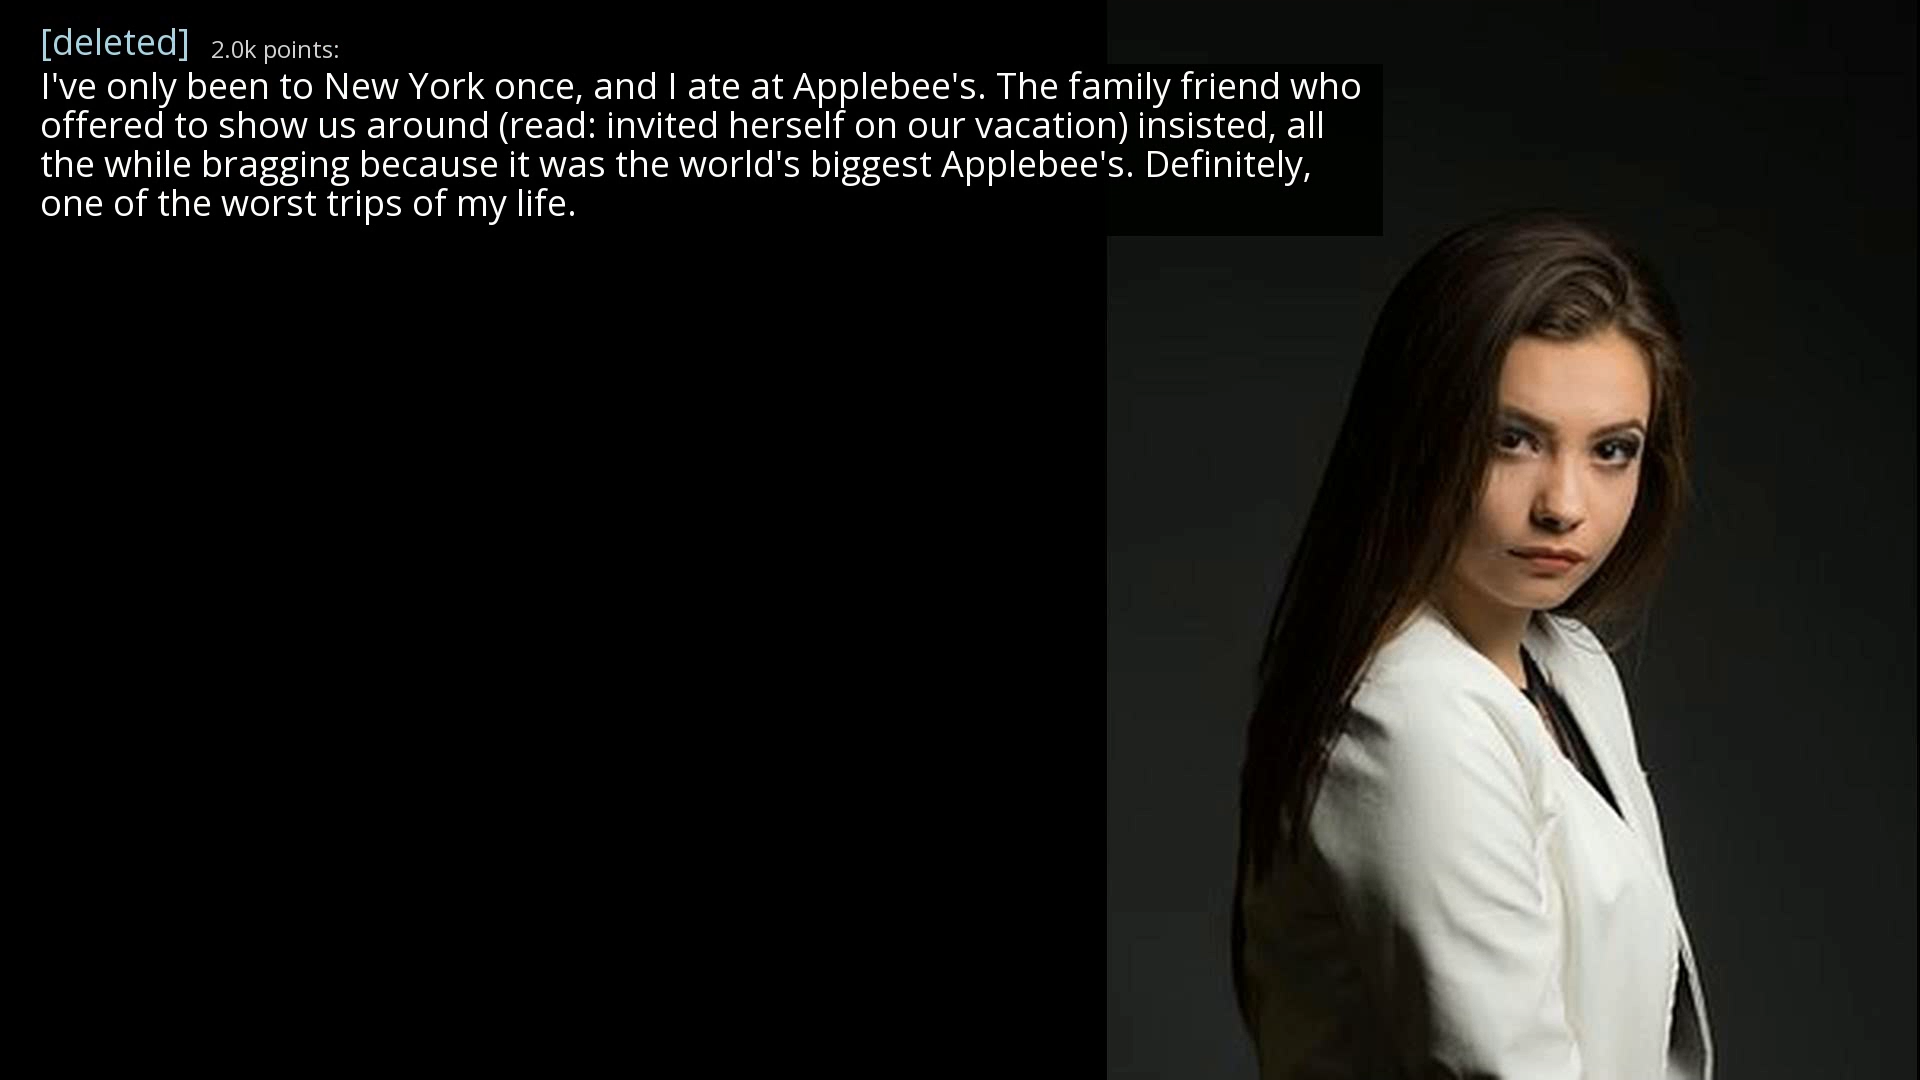 [deleted] 2.0k points:
I've only been to New York once, and I ate at Applebee's. The family friend who
offered to show us around (read: invited herself on our vacation) insisted, all
the while bragging because it was the world's biggest Applebee's. Definitely,
one of the worst trips of my life.